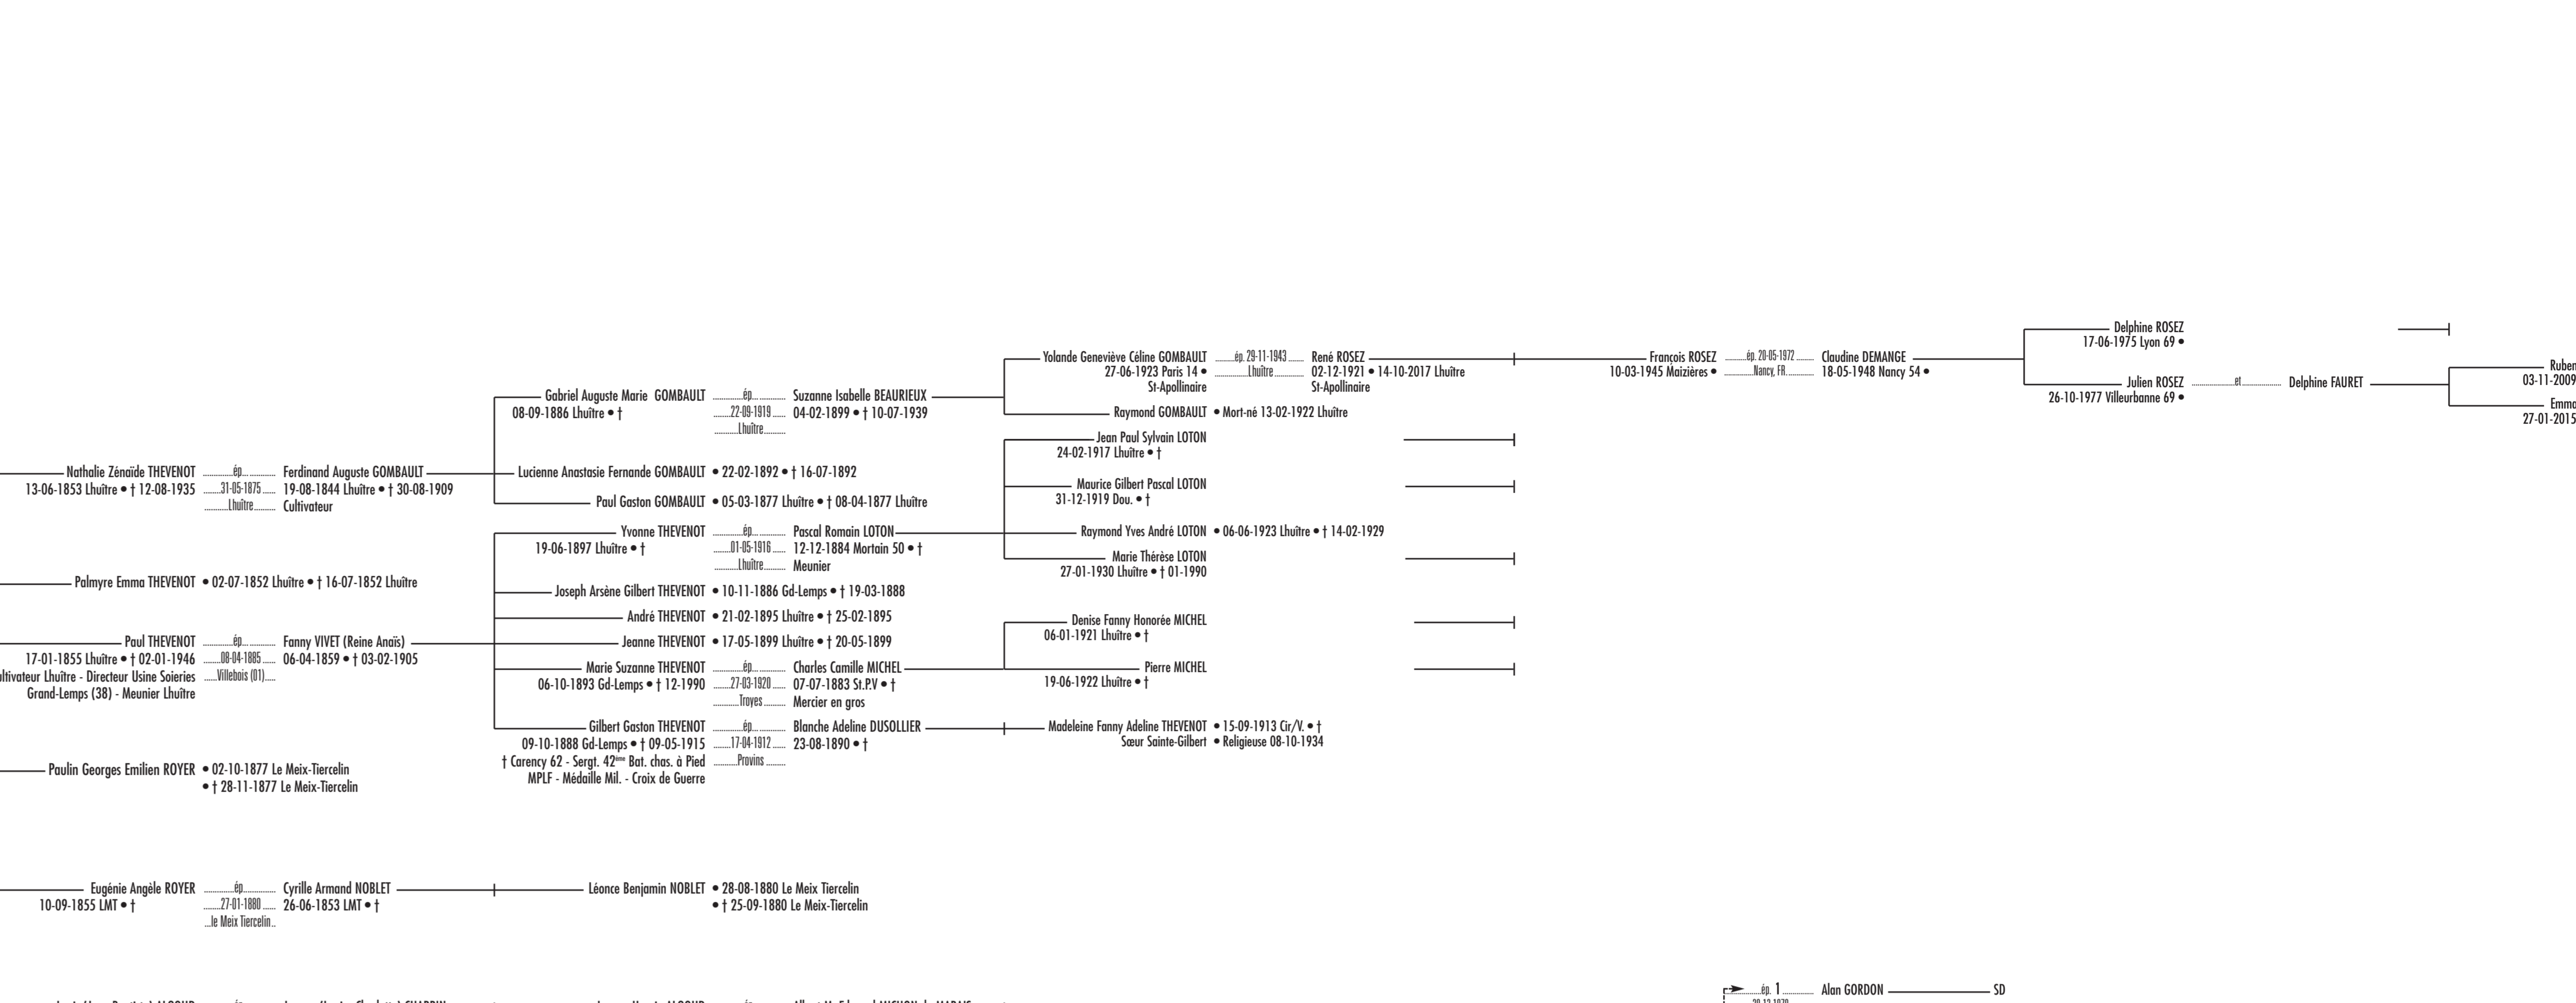 Delphine ROSEZ
17-06-1975 Lyon 69 •
Yolande Geneviève Céline GOMBAULT ép. 29-11-1943 René ROSEZ
27-06-1923 Paris 14 • Lhuître 02-12-1921 • 14-10-2017 Lhuître
St-Apollinaire St-Apollinaire
François ROSEZ ép. 20-05-1972 Claudine DEMANGE
10-03-1945 Maizières • Nancy, FR. 18-05-1948 Nancy 54 •
Ruben
03-11-2009
Julien ROSEZ et Delphine FAURET
26-10-1977 Villeurbanne 69 •
Emma
27-01-2015
Gabriel Auguste Marie GOMBAULT ép. Suzanne Isabelle BEAURIEUX
08-09-1886 Lhuître • † 22-09-1919 04-02-1899 • † 10-07-1939
Lhuître
Raymond GOMBAULT • Mort-né 13-02-1922 Lhuître
Jean Paul Sylvain LOTON
24-02-1917 Lhuître • †
Nathalie Zénaïde THEVENOT ép. Ferdinand Auguste GOMBAULT
13-06-1853 Lhuître • † 12-08-1935 31-05-1875 19-08-1844 Lhuître • † 30-08-1909
Lhuître Cultivateur
Lucienne Anastasie Fernande GOMBAULT • 22-02-1892 • † 16-07-1892
Paul Gaston GOMBAULT • 05-03-1877 Lhuître • † 08-04-1877 Lhuître
Maurice Gilbert Pascal LOTON
31-12-1919 Dou. • †
Yvonne THEVENOT ép. Pascal Romain LOTON
19-06-1897 Lhuître • † 01-05-1916 12-12-1884 Mortain 50 • †
Lhuître Meunier
Raymond Yves André LOTON • 06-06-1923 Lhuître • † 14-02-1929
Marie Thérèse LOTON
27-01-1930 Lhuître • † 01-1990
Palmyre Emma THEVENOT • 02-07-1852 Lhuître • † 16-07-1852 Lhuître
Joseph Arsène Gilbert THEVENOT • 10-11-1886 Gd-Lemps • † 19-03-1888
André THEVENOT • 21-02-1895 Lhuître • † 25-02-1895
Jeanne THEVENOT • 17-05-1899 Lhuître • † 20-05-1899
Denise Fanny Honorée MICHEL
06-01-1921 Lhuître • †
Paul THEVENOT ép. Fanny VIVET (Reine Anaïs)
17-01-1855 Lhuître • † 02-01-1946 08-04-1885 06-04-1859 • † 03-02-1905
ltivateur Lhuître - Directeur Usine Soieries Villebois (01)
Grand-Lemps (38) - Meunier Lhuître
Marie Suzanne THEVENOT ép. Charles Camille MICHEL
06-10-1893 Gd-Lemps • † 12-1990 27-03-1920 07-07-1883 St.P.V • †
Troyes Mercier en gros
Pierre MICHEL
19-06-1922 Lhuître • †
Gilbert Gaston THEVENOT ép. Blanche Adeline DUSOLLIER
09-10-1888 Gd-Lemps • † 09-05-1915 17-04-1912 23-08-1890 • †
† Carency 62 - Sergt. 42ème Bat. chas. à Pied Provins
MPLF - Médaille Mil. - Croix de Guerre
Madeleine Fanny Adeline THEVENOT • 15-09-1913 Cir/V. • †
Sœur Sainte-Gilbert • Religieuse 08-10-1934
Paulin Georges Emilien ROYER • 02-10-1877 Le Meix-Tiercelin
• † 28-11-1877 Le Meix-Tiercelin
Eugénie Angèle ROYER ép. Cyrille Armand NOBLET
10-09-1855 LMT • † 27-01-1880 26-06-1853 LMT • †
le Meix Tiercelin
Léonce Benjamin NOBLET • 28-08-1880 Le Meix Tiercelin
• † 25-09-1880 Le Meix-Tiercelin
ép. 1 Alan GORDON SD